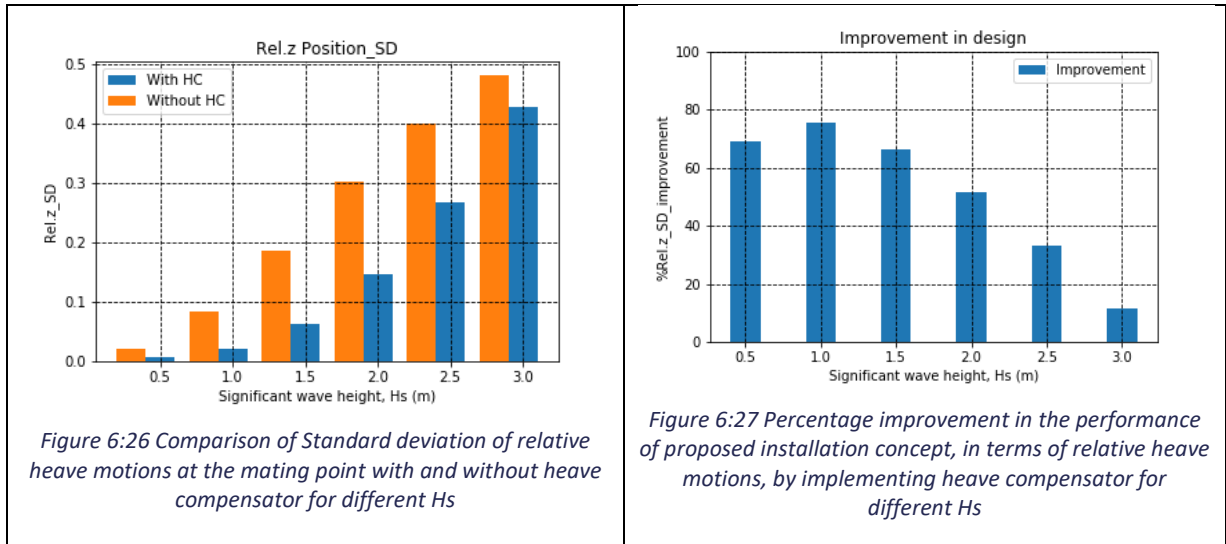 Rel.z Position_SD
0.5
0.4
0.3
0.2
0.1
0.0
Rel.z_SD
With HC
Without HC
0.5 1.0 1.5 2.0 2.5 3.0
Significant wave height, Hs (m)
Figure 6:26 Comparison of Standard deviation of relative
heave motions at the mating point with and without heave
compensator for different Hs
Improvement in design
100
80
60
40
20
0
%Rel.z_SD_improvement
Improvement
0.5 1.0 1.5 2.0 2.5 3.0
Significant wave height, Hs (m)
Figure 6:27 Percentage improvement in the performance
of proposed installation concept, in terms of relative heave
motions, by implementing heave compensator for
different Hs